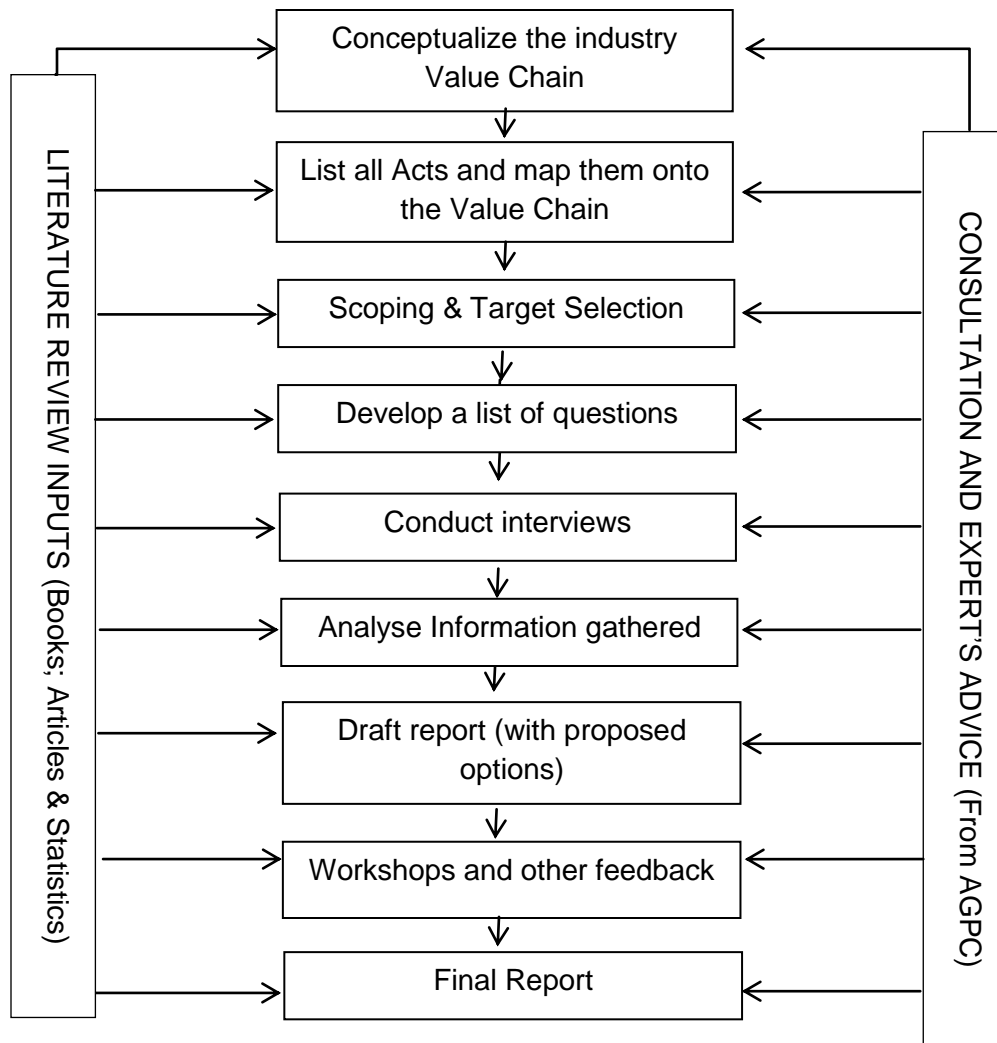 Conceptualize the industry
Value Chain
List all Acts and map them onto
the Value Chain
Scoping & Target Selection
Develop a list of questions
Conduct interviews
Analyse Information gathered
Draft report (with proposed
options)
Workshops and other feedback
Final Report
LITERATURE REVIEW INPUTS (Books; Articles & Statistics)
CONSULTATION AND EXPERT'S ADVICE (From AGPC)